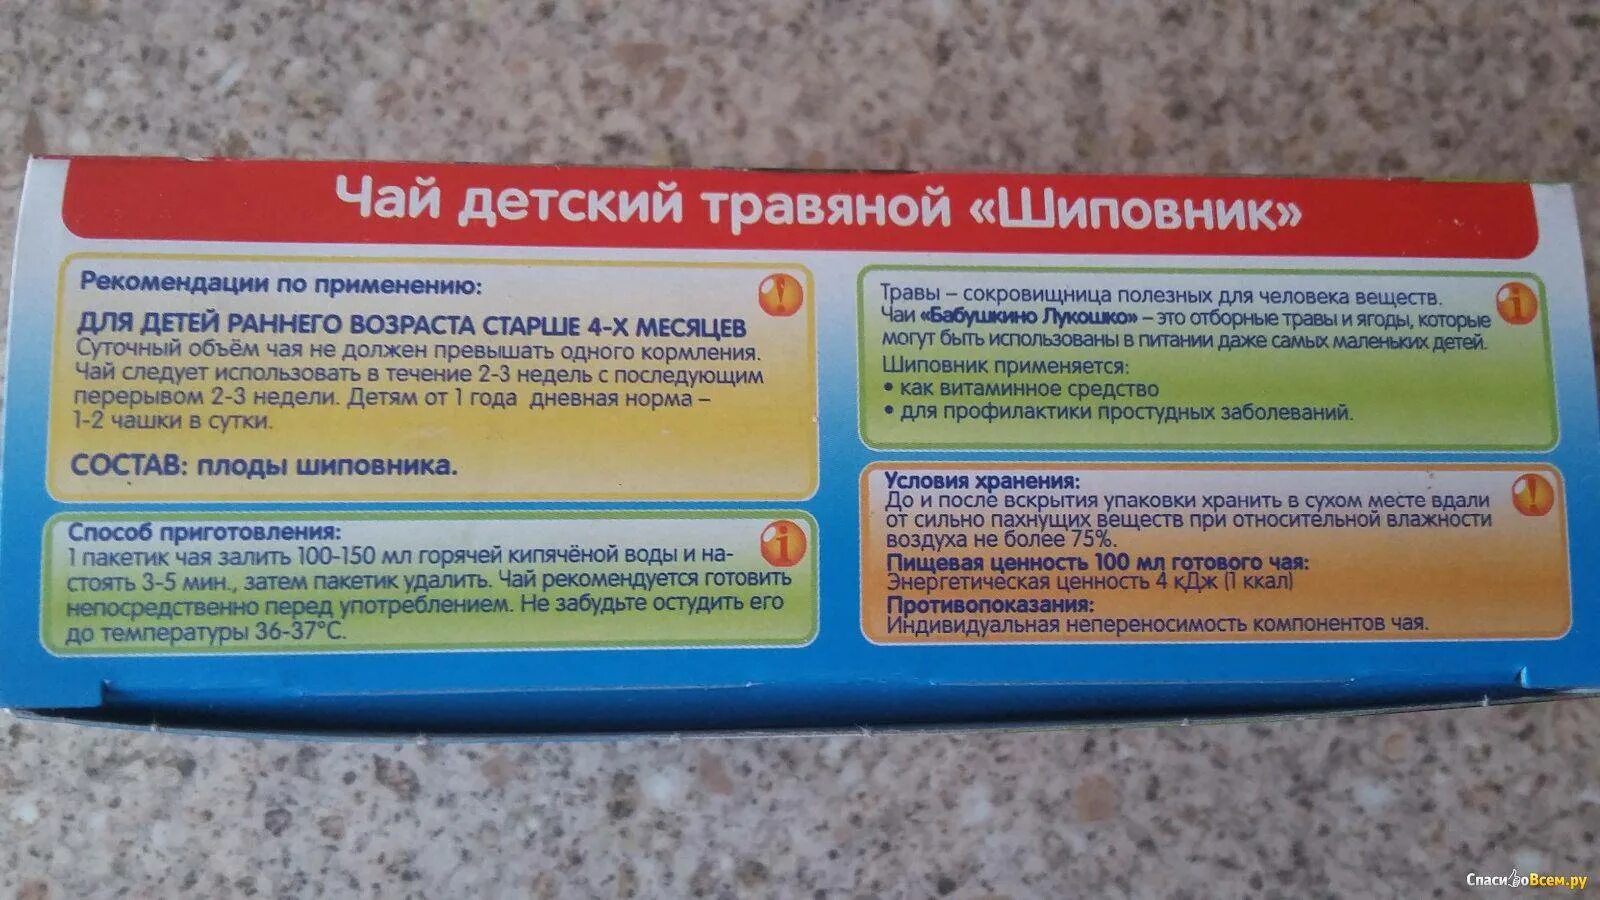 Чай детский травяной «Шиповник»
Рекомендации по применению:
ДЛЯ ДЕТЕЙ РАННЕГО ВОЗРАСТА СТАРШЕ 4-Х МЕСЯЦЕВ
Суточный объём чая не должен превышать одного кормления.
Чай следует использовать в течение 2-3 недель с последующим
перерывом 2-3 недели. Детям от 1 года дневная норма –
1-2 чашки в сутки.
СОСТАВ: плоды шиповника.
Способ приготовления:
1 пакетик чая залить 100-150 мл горячей кипячёной воды и на-
стоять 3-5 мин., затем пакетик удалить. Чай рекомендуется готовить
непосредственно перед употреблением. Не забудьте остудить его
до температуры 36-37°С.
Травы – сокровищница полезных для человека веществ.
Чаи «Бабушкино Лукошко» – это отборные травы и ягоды, которые
могут быть использованы в питании даже самых маленьких детей.
Шиповник применяется:
• как витаминное средство
• для профилактики простудных заболеваний.
Условия хранения:
До и после вскрытия упаковки хранить в сухом месте вдали
от сильно пахнущих веществ при относительной влажности
воздуха не более 75%.
Пищевая ценность 100 мл готового чая:
Энергетическая ценность 4 кДж (1 ккал)
Противопоказания:
Индивидуальная непереносимость компонентов чая.
СпасибоВсем.ру